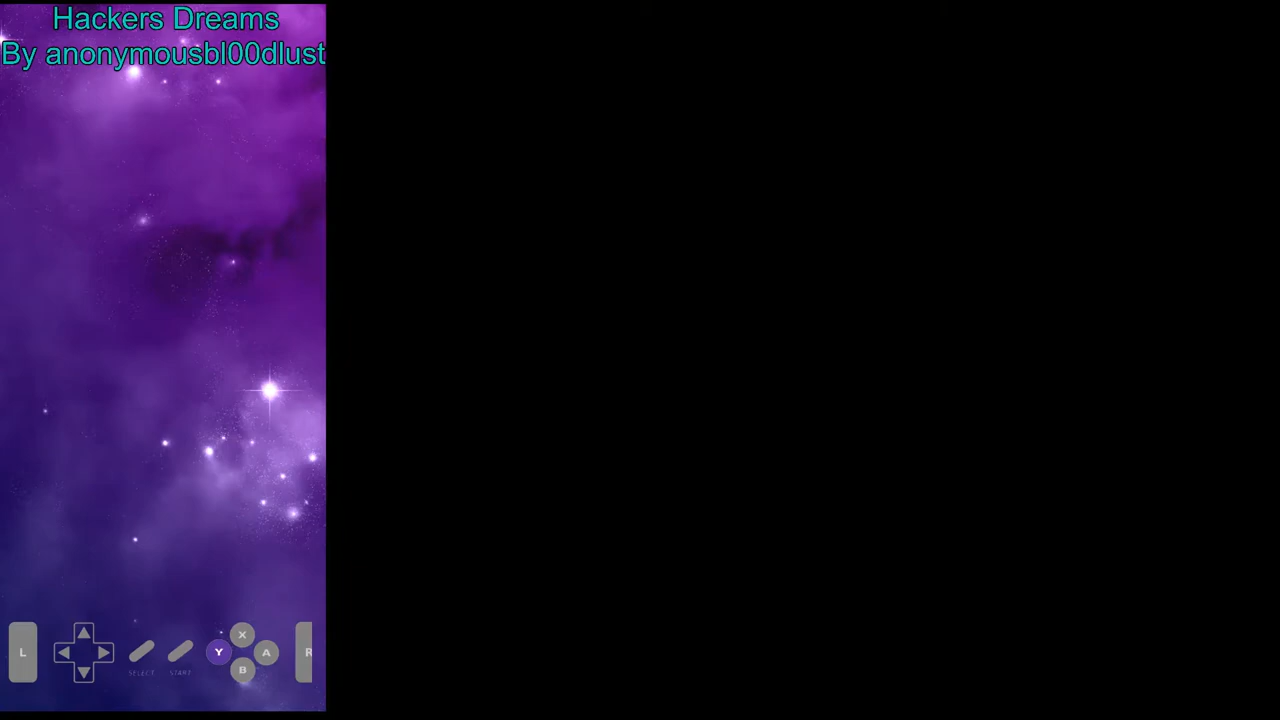 Hackers Dreams
By anonymousbl00dlust
X
L Y A R
B
SELECT START